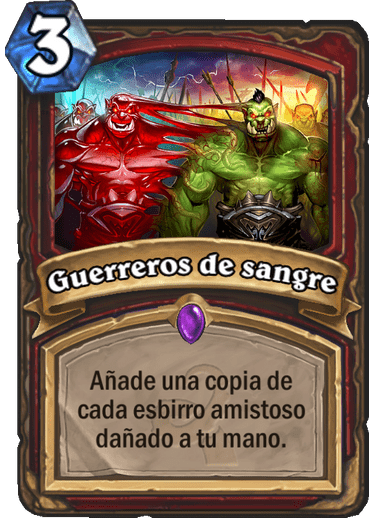 3
Guerreros de sangre
Añade una copia de
cada esbirro amistoso
dañado a tu mano.